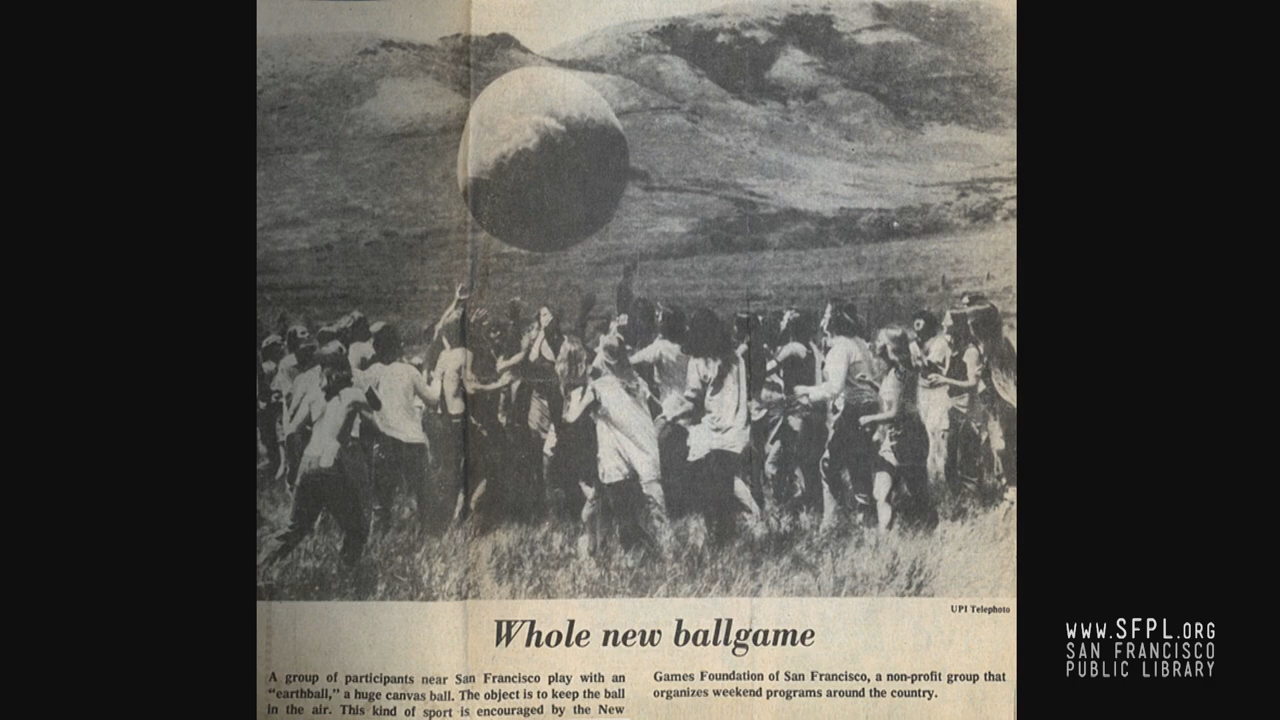 UPI Telephoto
Whole new ballgame
A group of participants near San Francisco play with an
“earthball,” a huge canvas ball. The object is to keep the ball
in the air. This kind of sport is encouraged by the New
Games Foundation of San Francisco, a non-profit group that
organizes weekend programs around the country.
WWW.SFPL.ORG
SAN FRANCISCO
PUBLIC LIBRARY